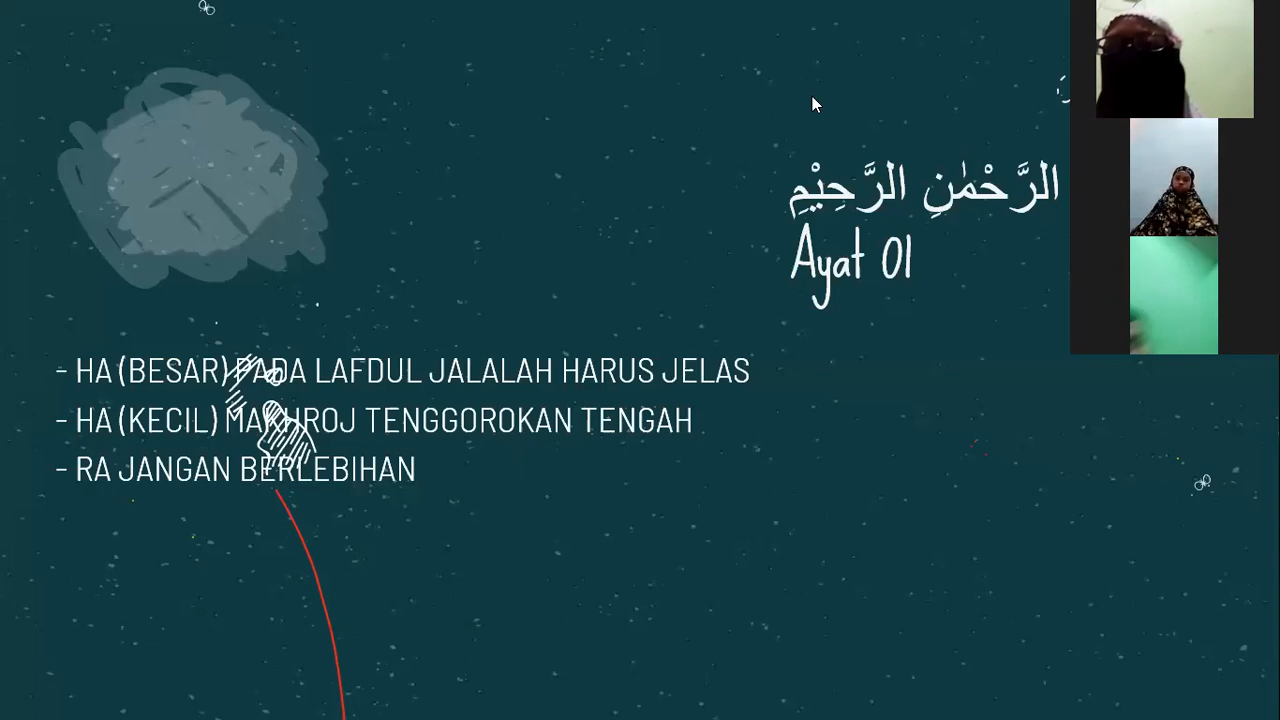 الرَّحْمٰنِ الرَّحِيْمِ
Ayat 01
- HA (BESAR) PADA LAFDUL JALALAH HARUS JELAS
- HA (KECIL) MAKHROJ TENGGOROKAN TENGAH
- RA JANGAN BERLEBIHAN